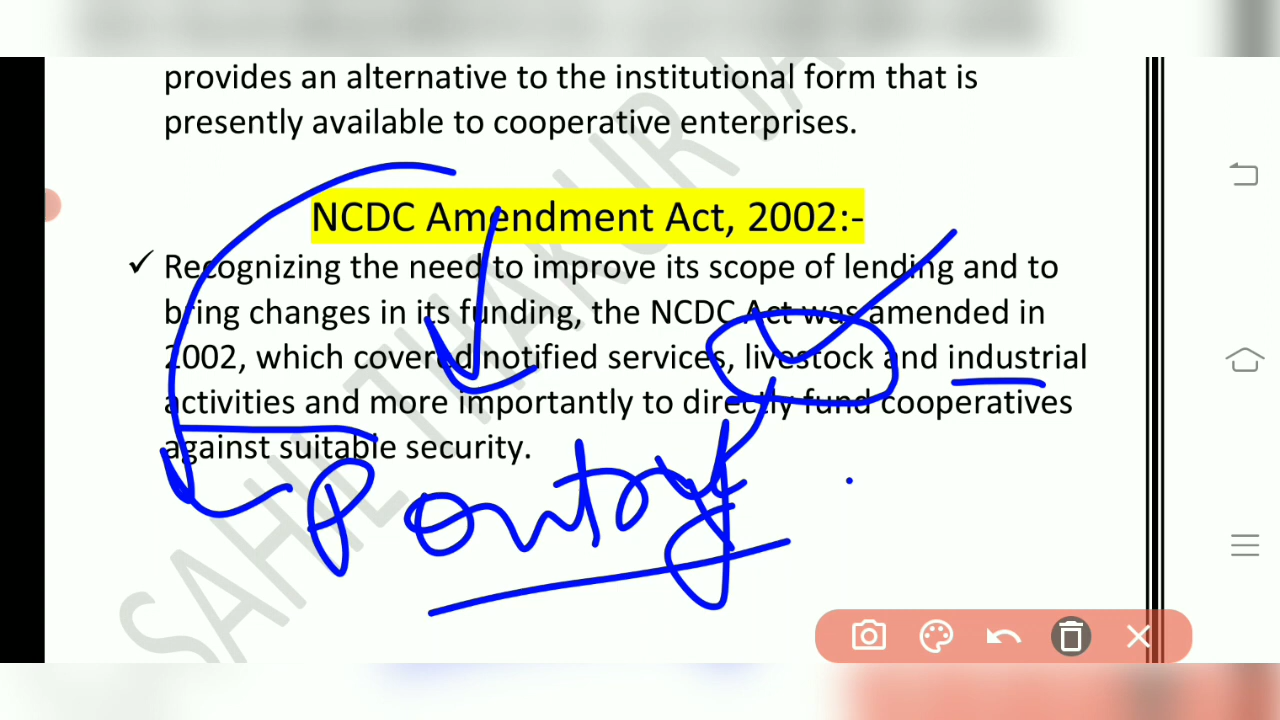 provides an alternative to the institutional form that is
presently available to cooperative enterprises.
NCDC Amendment Act, 2002:-
✓ Recognizing the need to improve its scope of lending and to
bring changes in its funding, the NCDC Act was amended in
2002, which covered notified services, livestock and industrial
activities and more importantly to directly fund cooperatives
against suitable security.
SAHIL THAKUR